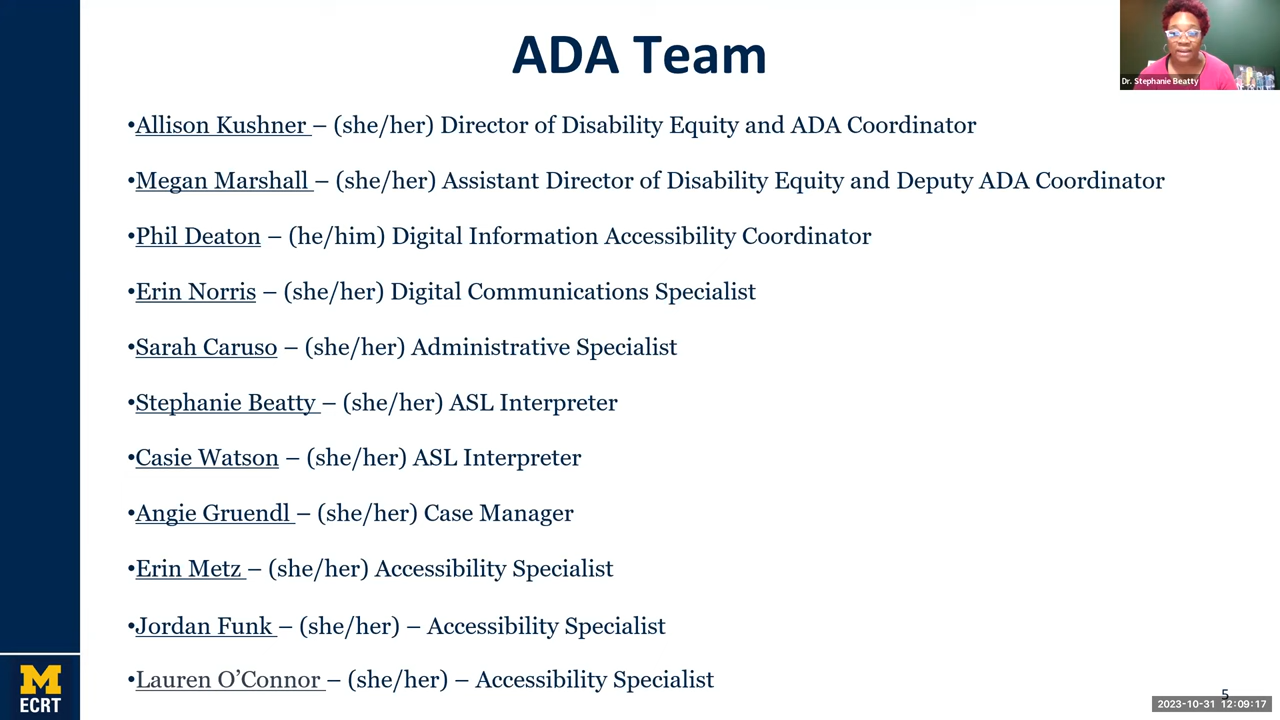 ADA Team
Dr. Stephanie Beatty
•Allison Kushner – (she/her) Director of Disability Equity and ADA Coordinator
•Megan Marshall – (she/her) Assistant Director of Disability Equity and Deputy ADA Coordinator
•Phil Deaton – (he/him) Digital Information Accessibility Coordinator
•Erin Norris – (she/her) Digital Communications Specialist
•Sarah Caruso – (she/her) Administrative Specialist
•Stephanie Beatty – (she/her) ASL Interpreter
•Casie Watson – (she/her) ASL Interpreter
•Angie Gruendl – (she/her) Case Manager
•Erin Metz – (she/her) Accessibility Specialist
•Jordan Funk – (she/her) – Accessibility Specialist
•Lauren O’Connor – (she/her) – Accessibility Specialist
M
ECRT
5
2023-10-31 12:09:17